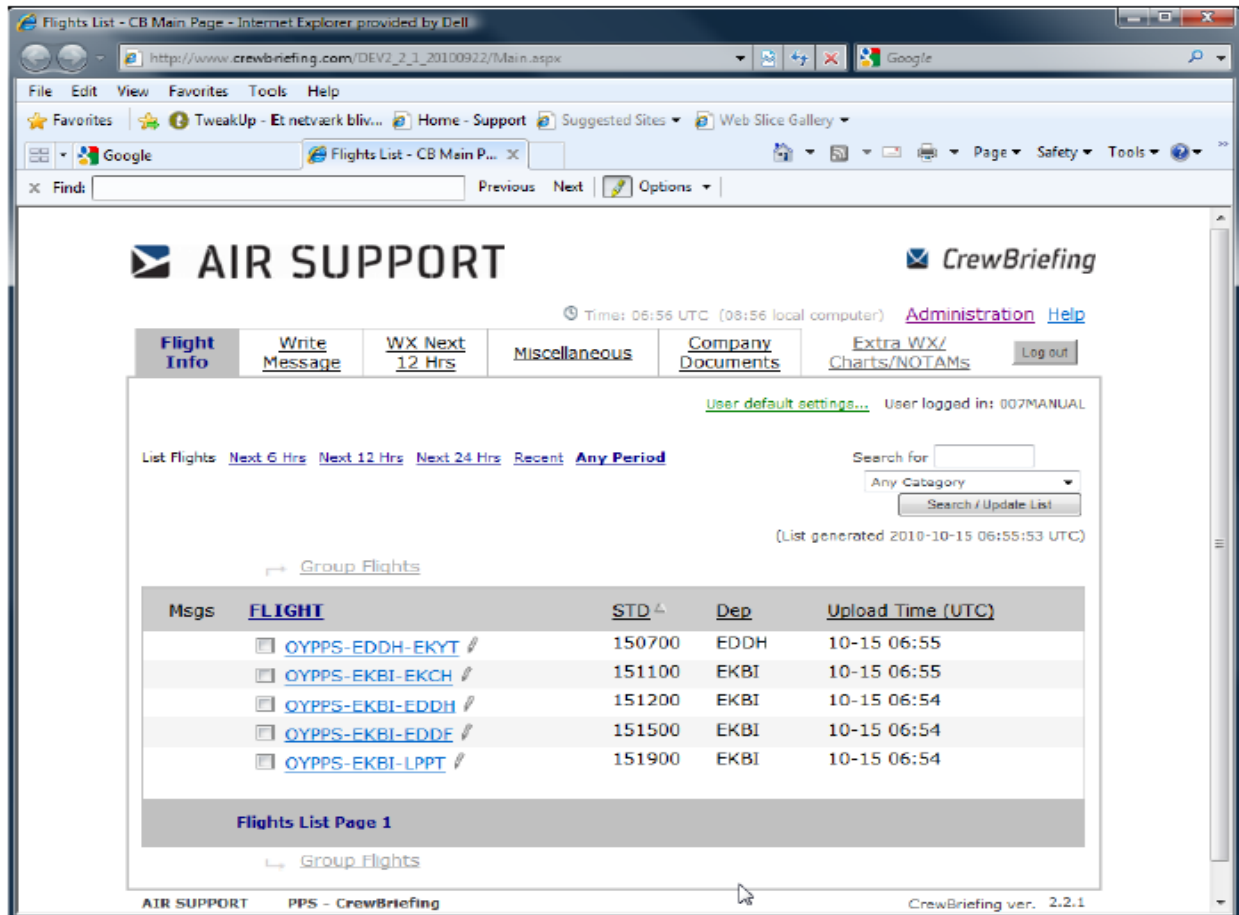 Flights List - CB Main Page - Internet Explorer provided by Dell
http://www.crewbriefing.com/DEV2_2_1_20100922/Main.aspx Google
File Edit View Favorites Tools Help
Favorites TweakUp - Et netværk bliv... Home - Support Suggested Sites Web Slice Gallery
Google Flights List - CB Main P... Page Safety Tools
Find: Previous Next Options
AIR SUPPORT CrewBriefing
Time: 06:56 UTC (08:56 local computer) Administration Help
Flight Info Write Message WX Next 12 Hrs Miscellaneous Company Documents Extra WX/ Charts/NOTAMs Log out
User default settings... User logged in: 007MANUAL
List Flights Next 6 Hrs Next 12 Hrs Next 24 Hrs Recent Any Period Search for
Any Category
Search / Update List
(List generated 2010-10-15 06:55:53 UTC)
Group Flights
Msgs FLIGHT STD Dep Upload Time (UTC)
OYPPS-EDDH-EKYT 150700 EDDH 10-15 06:55
OYPPS-EKBI-EKCH 151100 EKBI 10-15 06:55
OYPPS-EKBI-EDDH 151200 EKBI 10-15 06:54
OYPPS-EKBI-EDDF 151500 EKBI 10-15 06:54
OYPPS-EKBI-LPPT 151900 EKBI 10-15 06:54
Flights List Page 1
Group Flights
AIR SUPPORT PPS - CrewBriefing CrewBriefing ver. 2.2.1